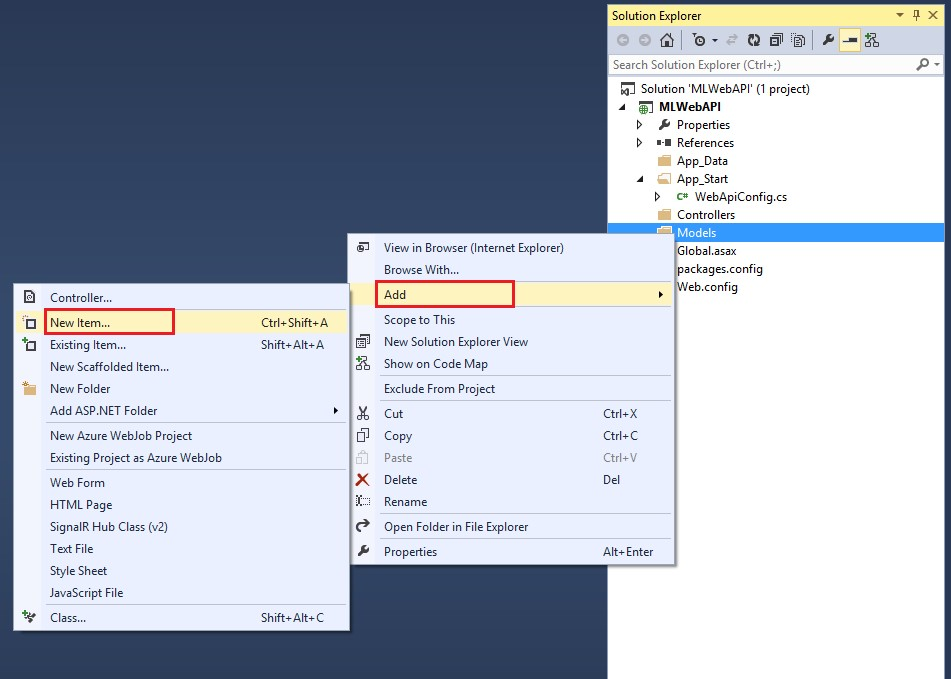 Solution Explorer
Search Solution Explorer (Ctrl+;)
Solution 'MLWebAPI' (1 project)
MLWebAPI
Properties
References
App_Data
App_Start
C# WebApiConfig.cs
Controllers
Models
Global.asax
packages.config
Web.config
View in Browser (Internet Explorer)
Browse With...
Add
Scope to This
New Solution Explorer View
Show on Code Map
Exclude From Project
Cut Ctrl+X
Copy Ctrl+C
Paste Ctrl+V
Delete Del
Rename
Open Folder in File Explorer
Properties Alt+Enter
Controller...
New Item... Ctrl+Shift+A
Existing Item... Shift+Alt+A
New Scaffolded Item...
New Folder
Add ASP.NET Folder
New Azure WebJob Project
Existing Project as Azure WebJob
Web Form
HTML Page
SignalR Hub Class (v2)
Text File
Style Sheet
JavaScript File
Class... Shift+Alt+C